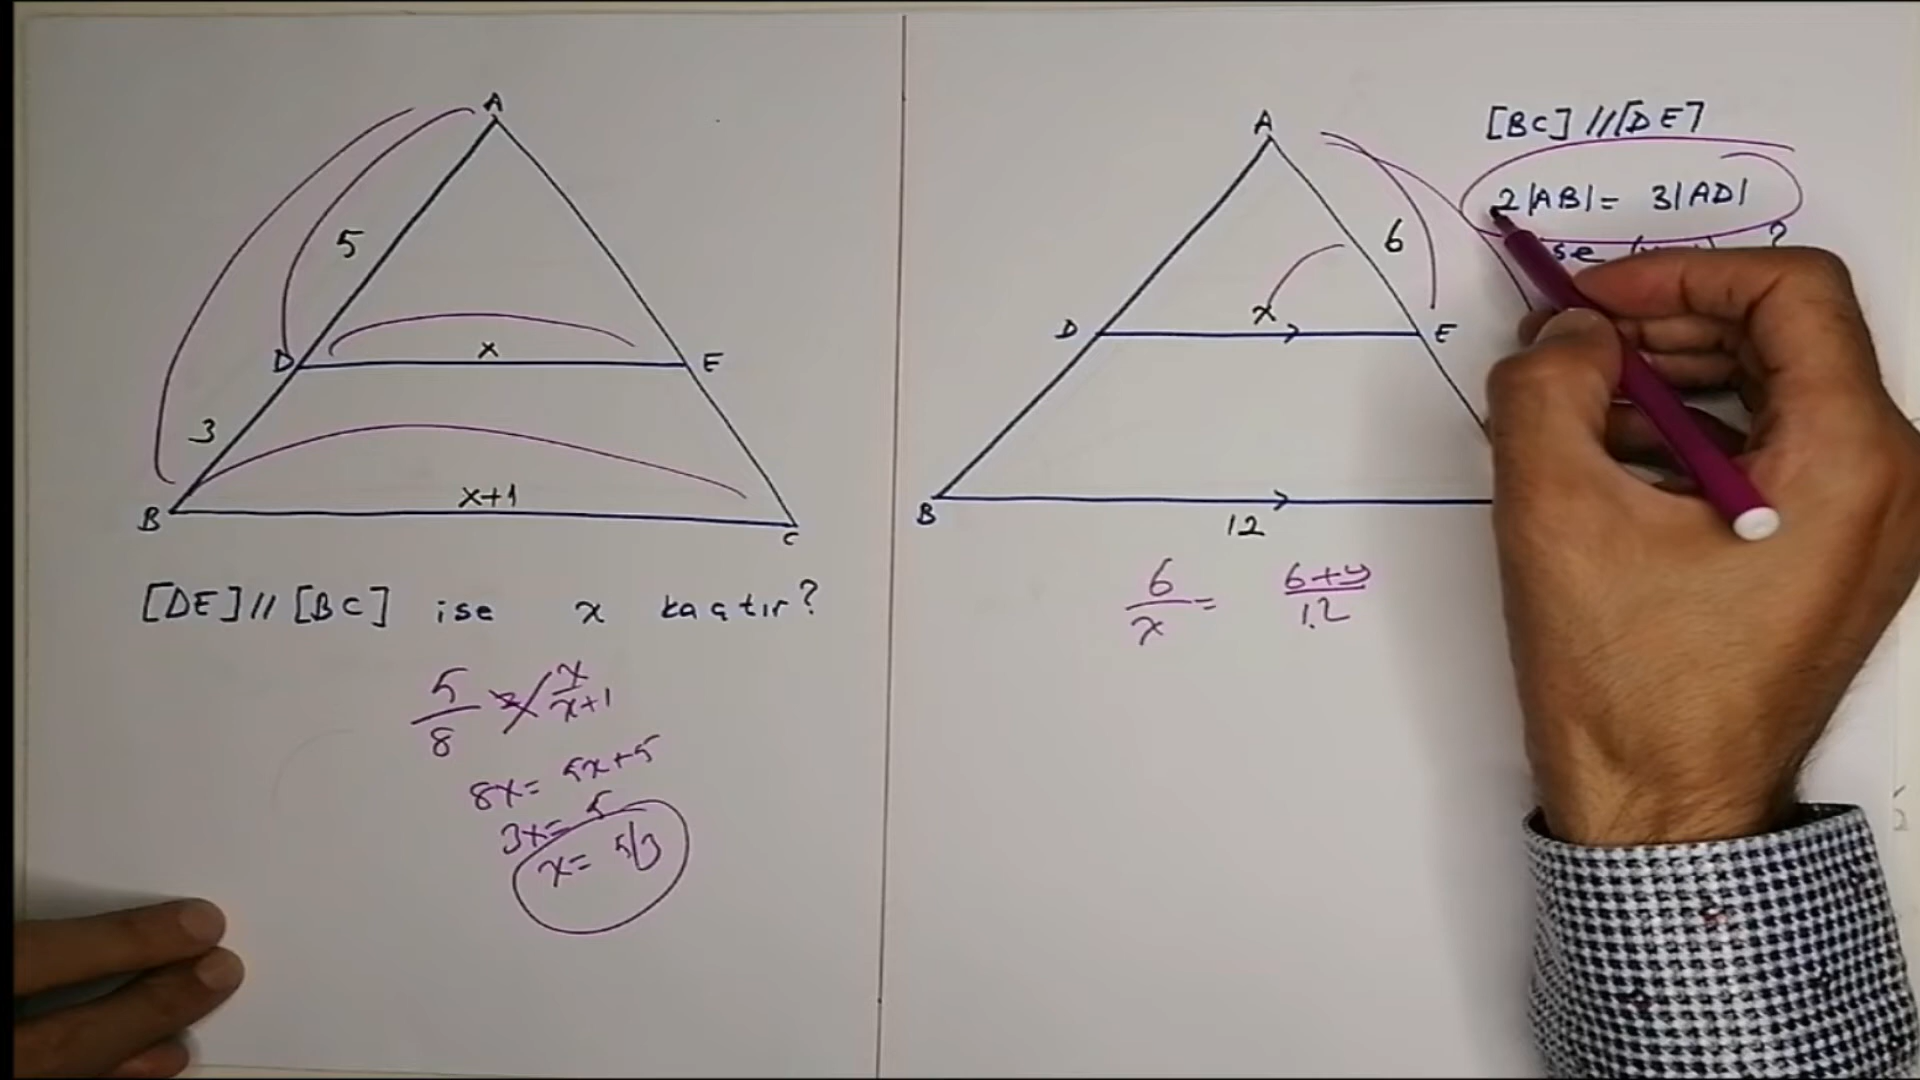 A
5
D
x
E
3
B
x+1
C
[DE]//[BC] ise x kaçtır?
5/8 = x/x+1
8x= 5x+5
3x= 5
x= 5/3
[BC]//[DE]
2|AB|= 3|AD|
ise ?
A
6
D
x
E
B
12
6/x = 6+y/12